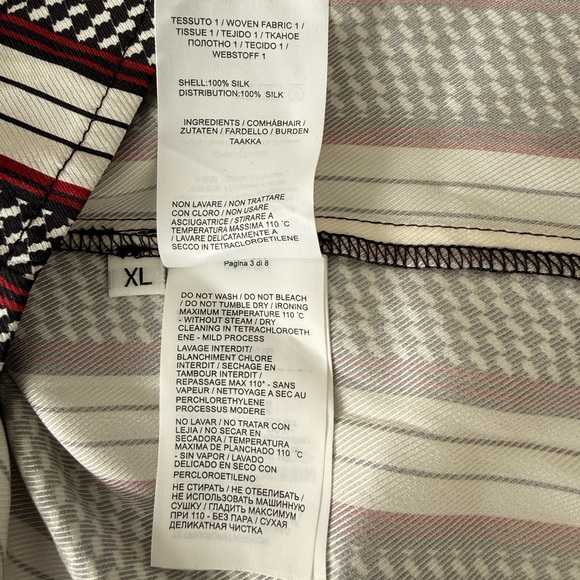 TESSUTO 1 / WOVEN FABRIC 1 /
TISSUE 1 / TEJIDO 1 / ТКАНОЕ
ПОЛОТНО 1 / TECIDO 1 /
WEBSTOFF 1
SHELL:100% SILK
DISTRIBUTION:100% SILK
INGREDIENTS / COMHÁBHAIR /
ZUTATEN / FARDELLO / BURDEN
TAAKKA
NON LAVARE / NON TRATTARE
CON CLORO / NON USARE
ASCIUGATRICE / STIRARE A
TEMPERATURA MASSIMA 110 °C
/ LAVARE DELICATAMENTE A
SECCO IN TETRACLOROETILENE
Pagina 3 di 8
XL
DO NOT WASH / DO NOT BLEACH
/ DO NOT TUMBLE DRY / IRONING
MAXIMUM TEMPERATURE 110 °C
- WITHOUT STEAM / DRY
CLEANING IN TETRACHLOROETH
ENE - MILD PROCESS
LAVAGE INTERDIT/
BLANCHIMENT CHLORE
INTERDIT / SECHAGE EN
TAMBOUR INTERDIT /
REPASSAGE MAX 110° - SANS
VAPEUR / NETTOYAGE A SEC AU
PERCHLORETHYLENE
PROCESSUS MODERE
NO LAVAR / NO TRATAR CON
LEJIA / NO SECAR EN
SECADORA / TEMPERATURA
MAXIMA DE PLANCHADO 110 °C
- SIN VAPOR / LAVADO
DELICADO EN SECO CON
PERCLOROETILENO
НЕ СТИРАТЬ / НЕ ОТБЕЛИВАТЬ/
НЕ ИСПОЛЬЗОВАТЬ МАШИННУЮ
СУШКУ / ГЛАДИТЬ МАКСИМУМ
ПРИ 110 - БЕЗ ПАРА / СУХАЯ
ДЕЛИКАТНАЯ ЧИСТКА